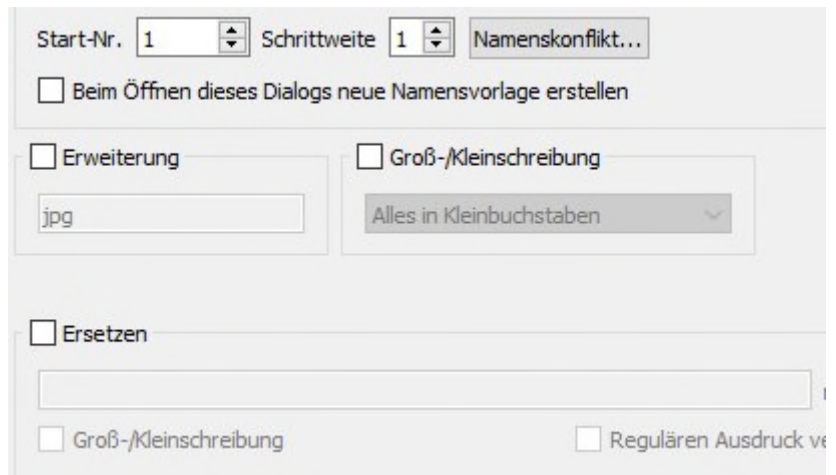 Start-Nr. 1 Schrittweite 1 Namenskonflikt...
Beim Öffnen dieses Dialogs neue Namensvorlage erstellen
Erweiterung Groß-/Kleinschreibung
jpg Alles in Kleinbuchstaben
Ersetzen
Groß-/Kleinschreibung Regulären Ausdruck